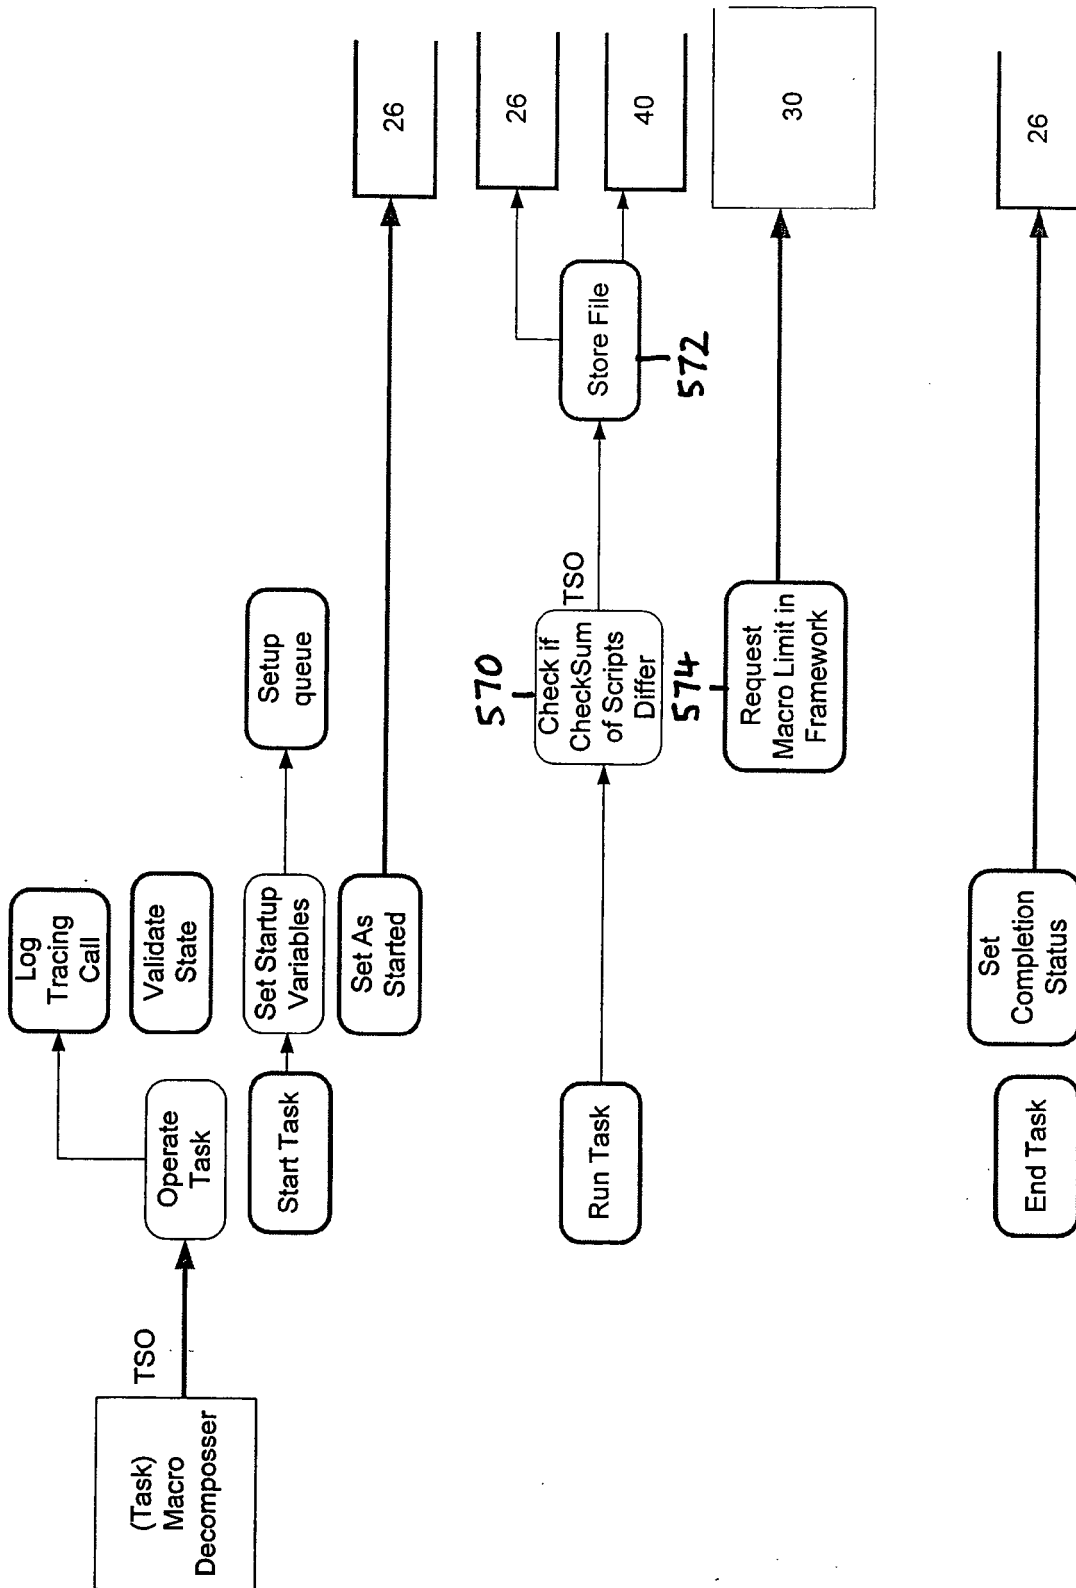 (Task)
Macro
Decomposser
TSO
Operate
Task
Log
Tracing
Call
Validate
State
Start Task
Set Startup
Variables
Setup
queue
Set As
Started
26
Run Task
570
Check if
CheckSum
of Scripts
Differ
TSO
Store File
572
26
40
574
Request
Macro Limit in
Framework
30
End Task
Set
Completion
Status
26